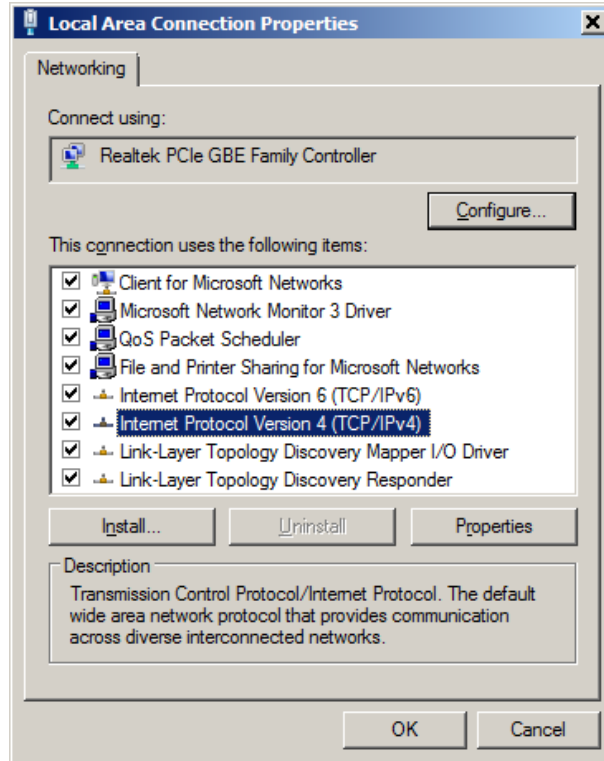 Local Area Connection Properties
Networking
Connect using:
Realtek PCIe GBE Family Controller
Configure...
This connection uses the following items:
Client for Microsoft Networks
Microsoft Network Monitor 3 Driver
QoS Packet Scheduler
File and Printer Sharing for Microsoft Networks
Internet Protocol Version 6 (TCP/IPv6)
Internet Protocol Version 4 (TCP/IPv4)
Link-Layer Topology Discovery Mapper I/O Driver
Link-Layer Topology Discovery Responder
Install... Uninstall Properties
Description
Transmission Control Protocol/Internet Protocol. The default
wide area network protocol that provides communication
across diverse interconnected networks.
OK Cancel